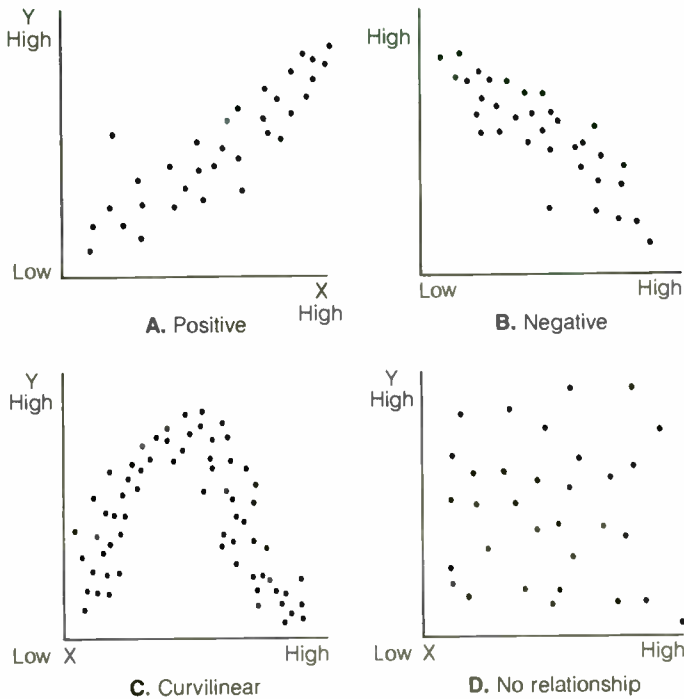 Y
High
Low
X
High
A. Positive
High
Low
High
B. Negative
Y
High
Low X
High
C. Curvilinear
Y
High
Low X
High
D. No relationship